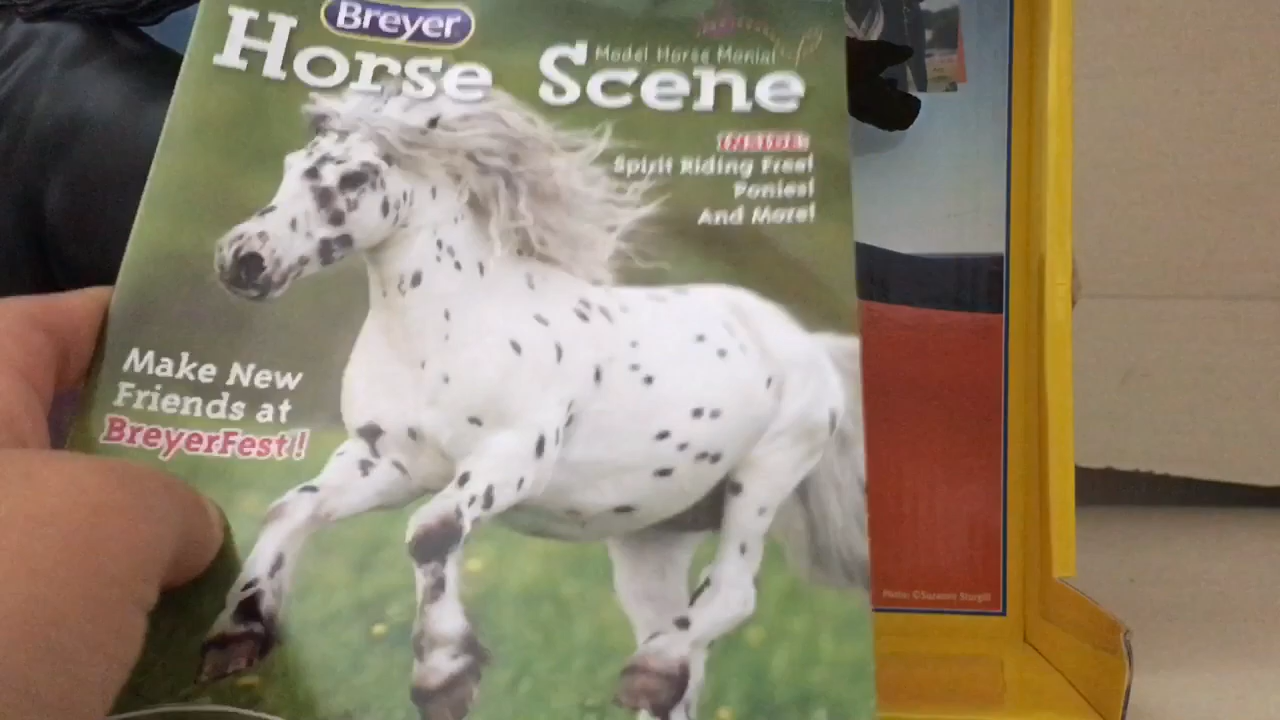 Breyer
Model Horse Mania!
Horse Scene
INSIDE:
Spirit Riding Free!
Ponies!
And More!
Make New
Friends at
BreyerFest!
Photo: ©Suzanne Sturgill